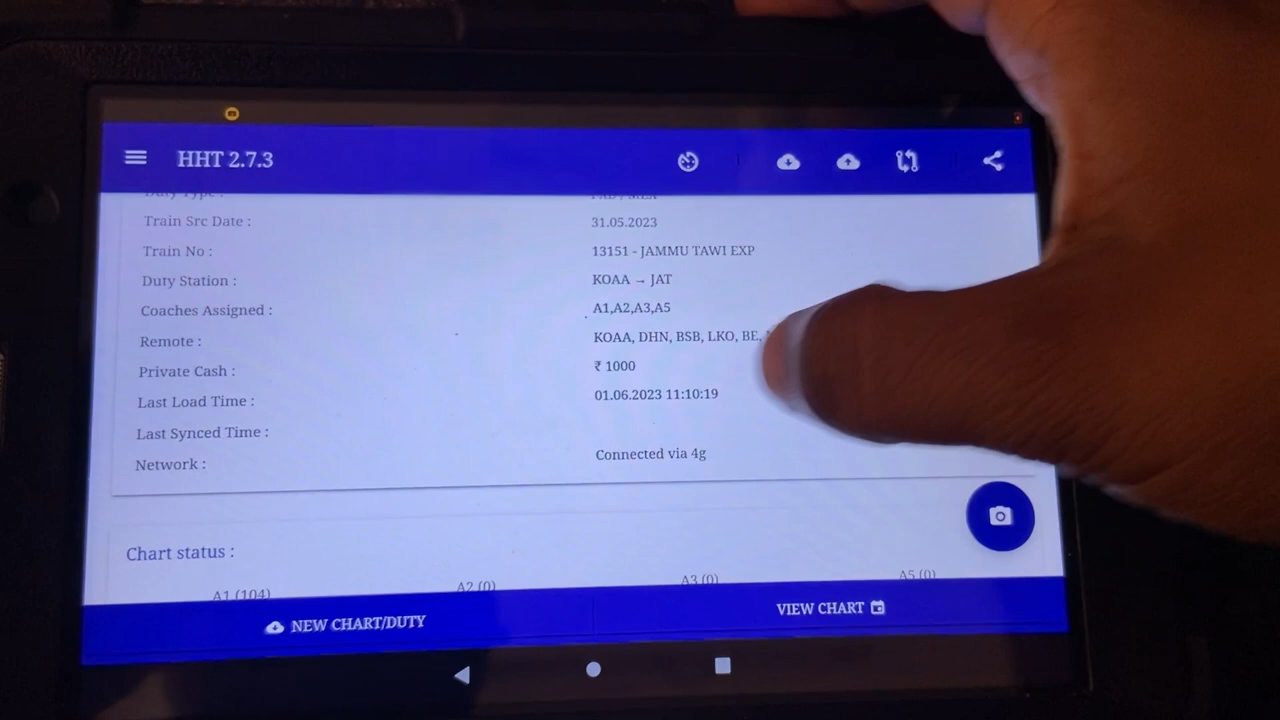 HHT 2.7.3
Duty Type :
Train Src Date : 31.05.2023
Train No : 13151 - JAMMU TAWI EXP
Duty Station : KOAA → JAT
Coaches Assigned : A1,A2,A3,A5
Remote : KOAA, DHN, BSB, LKO, BE,
Private Cash : ₹ 1000
Last Load Time : 01.06.2023 11:10:19
Last Synced Time :
Network : Connected via 4g
Chart status :
A1 (104) A2 (0) A3 (0) A5 (0)
NEW CHART/DUTY VIEW CHART